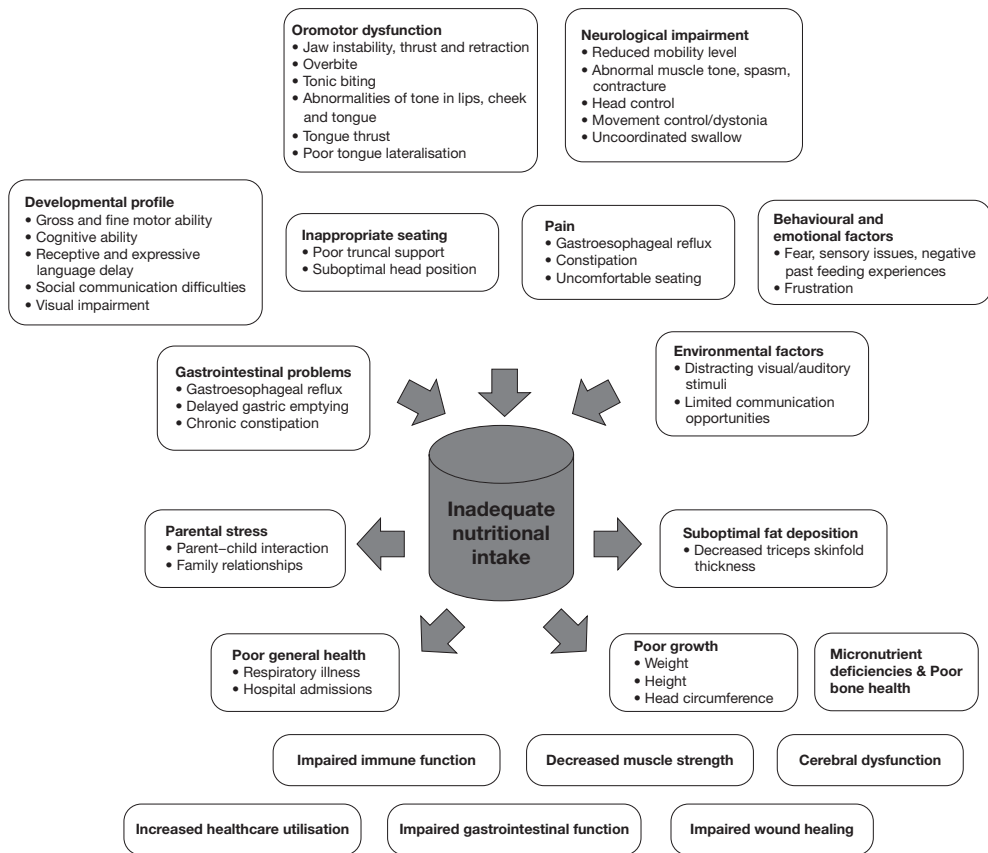 Oromotor dysfunction
• Jaw instability, thrust and retraction
• Overbite
• Tonic biting
• Abnormalities of tone in lips, cheek
and tongue
• Tongue thrust
• Poor tongue lateralisation
Neurological impairment
• Reduced mobility level
• Abnormal muscle tone, spasm,
contracture
• Head control
• Movement control/dystonia
• Uncoordinated swallow
Developmental profile
• Gross and fine motor ability
• Cognitive ability
• Receptive and expressive
language delay
• Social communication difficulties
• Visual impairment
Inappropriate seating
• Poor truncal support
• Suboptimal head position
Pain
• Gastroesophageal reflux
• Constipation
• Uncomfortable seating
Behavioural and
emotional factors
• Fear, sensory issues, negative
past feeding experiences
• Frustration
Gastrointestinal problems
• Gastroesophageal reflux
• Delayed gastric emptying
• Chronic constipation
Environmental factors
• Distracting visual/auditory
stimuli
• Limited communication
opportunities
Inadequate
nutritional
intake
Parental stress
• Parent–child interaction
• Family relationships
Suboptimal fat deposition
• Decreased triceps skinfold
thickness
Poor general health
• Respiratory illness
• Hospital admissions
Poor growth
• Weight
• Height
• Head circumference
Micronutrient
deficiencies & Poor
bone health
Impaired immune function
Decreased muscle strength
Cerebral dysfunction
Increased healthcare utilisation
Impaired gastrointestinal function
Impaired wound healing